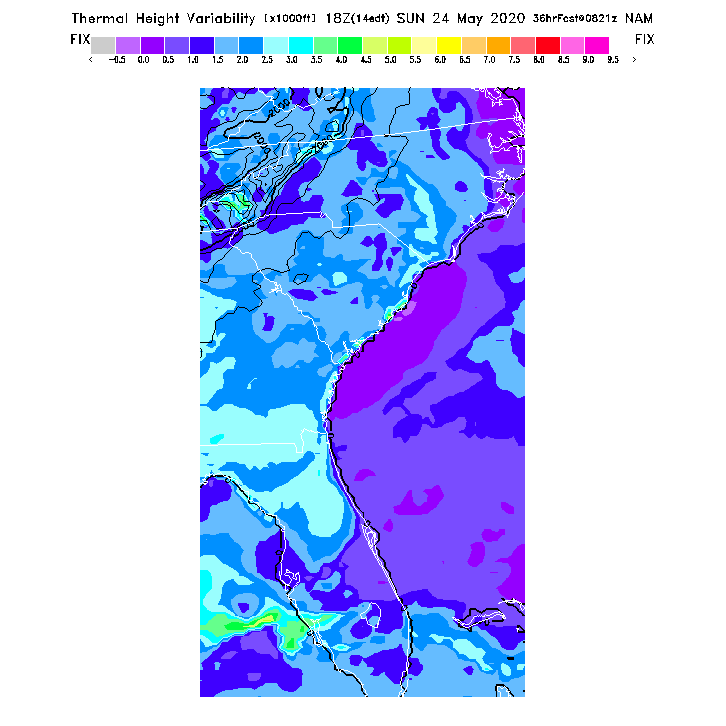 Thermal Height Variability [x1000ft] 18Z(14edt) SUN 24 May 2020 36hrFcst@0821z NAM
FIX FIX
< -0.5 0.0 0.5 1.0 1.5 2.0 2.5 3.0 3.5 4.0 4.5 5.0 5.5 6.0 6.5 7.0 7.5 8.0 8.5 9.0 9.5 >
2000